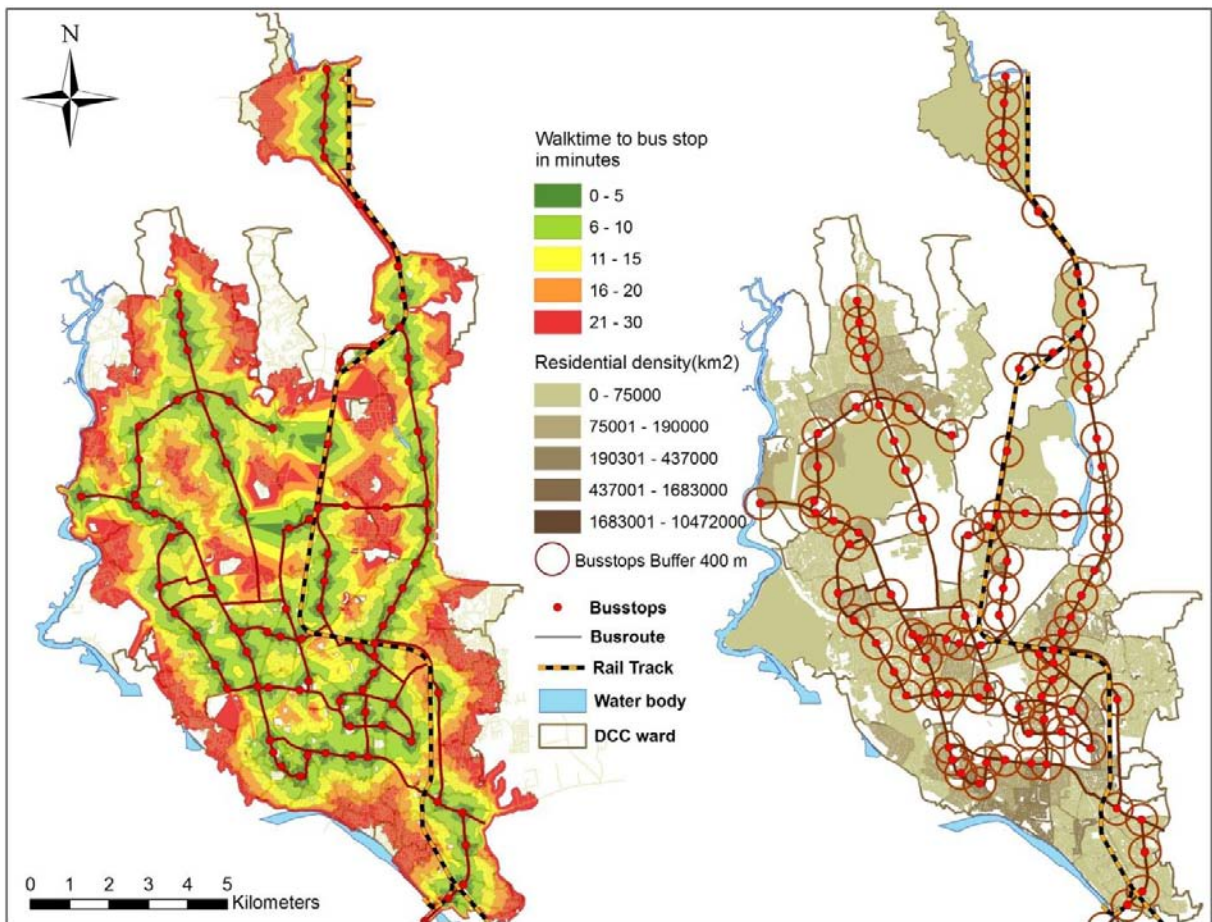 N
Walktime to bus stop
in minutes
0 - 5
6 - 10
11 - 15
16 - 20
21 - 30
Residential density(km2)
0 - 75000
75001 - 190000
190301 - 437000
437001 - 1683000
1683001 - 10472000
Busstops Buffer 400 m
Busstops
Busroute
Rail Track
Water body
DCC ward
0 1 2 3 4 5
Kilometers